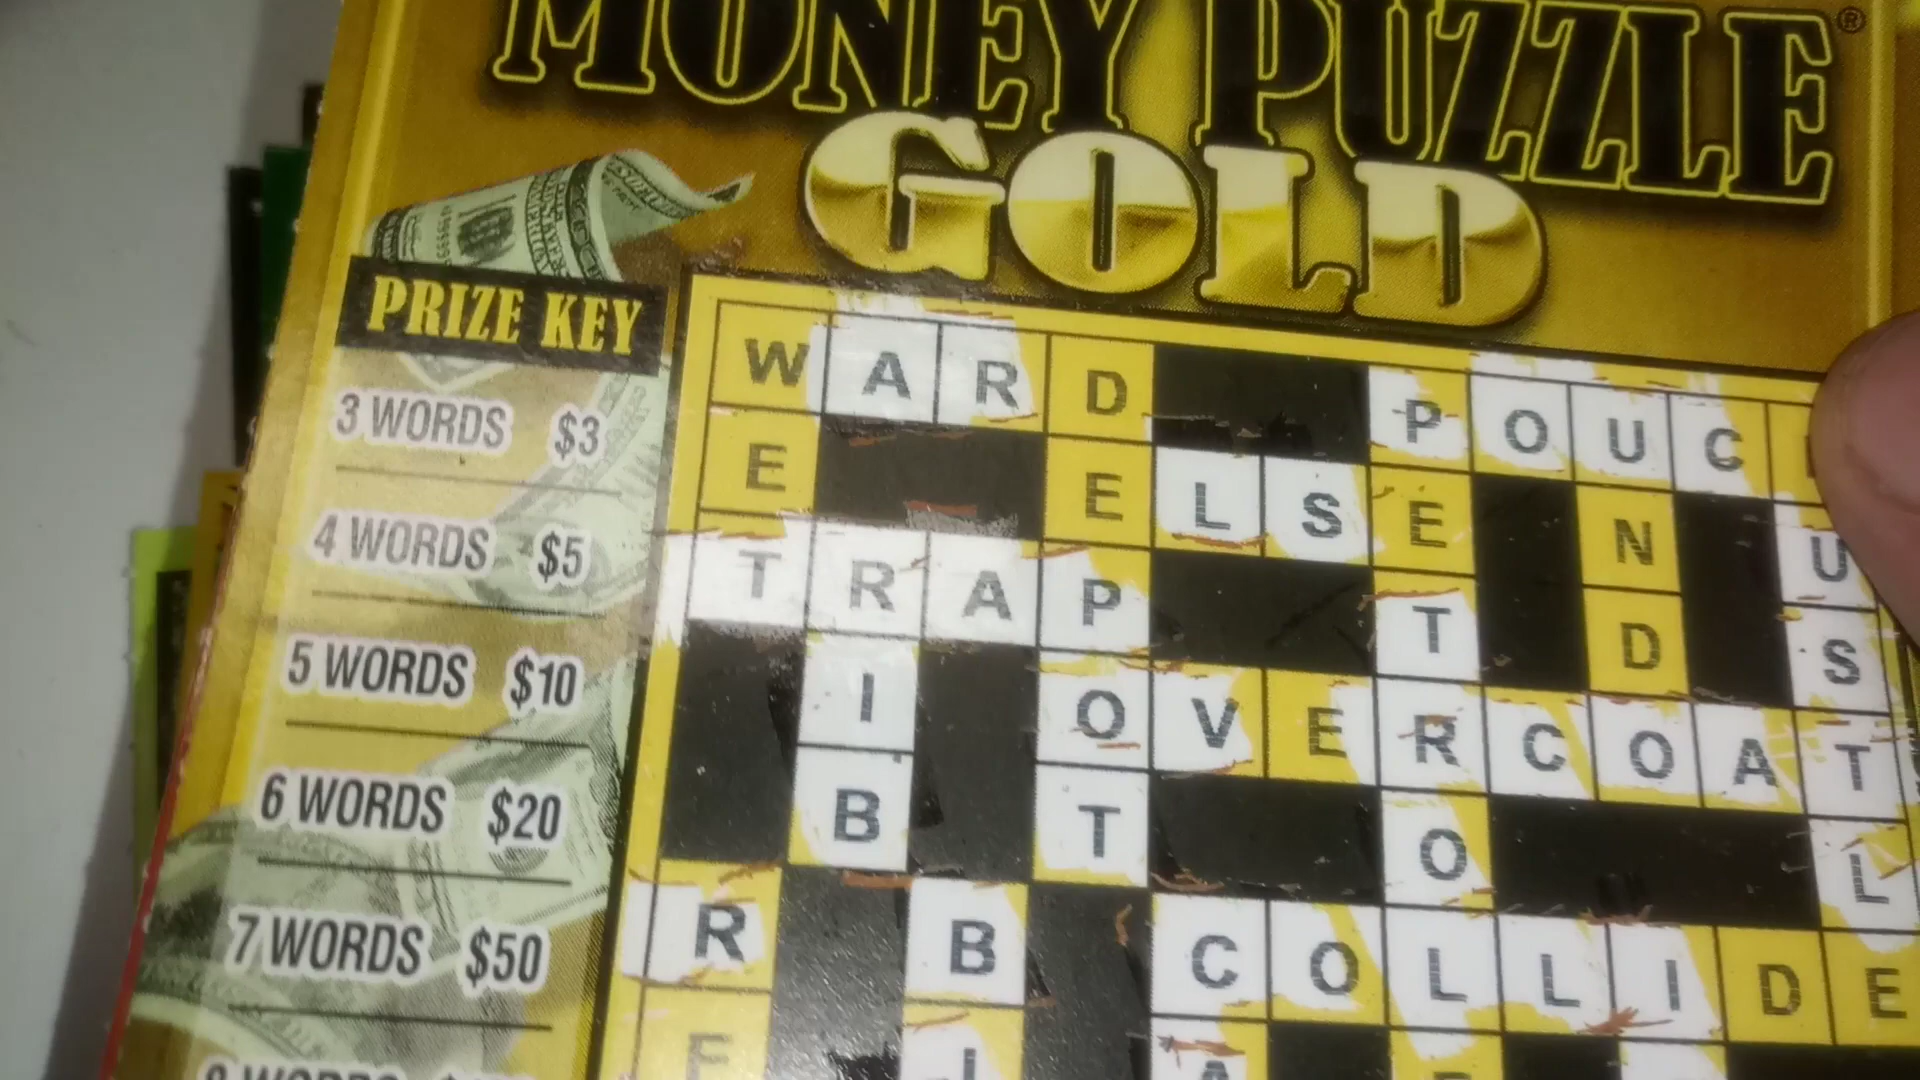 MONEY PUZZLE®
GOLD
PRIZE KEY
3 WORDS $3
4 WORDS $5
5 WORDS $10
6 WORDS $20
7 WORDS $50
W A R D P O U C
E E L S E N U
T R A P T D S
I O V E R C O A T
B T O L
R B C O L L I D E
E I A